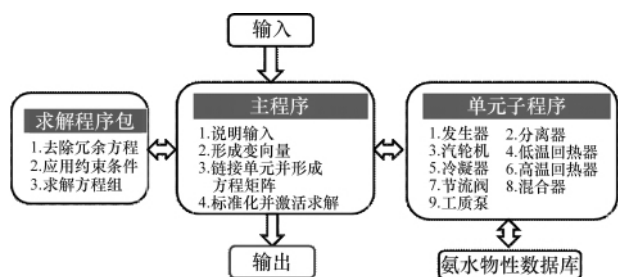 输入
求解程序包
1.去除冗余方程
2.应用约束条件
3.求解方程组
主程序
1.说明输入
2.形成变向量
3.链接单元并形成
方程矩阵
4.标准化并激活求解
单元子程序
1.发生器 2.分离器
3.汽轮机 4.低温回热器
5.冷凝器 6.高温回热器
7.节流阀 8.混合器
9.工质泵
输出
氨水物性数据库